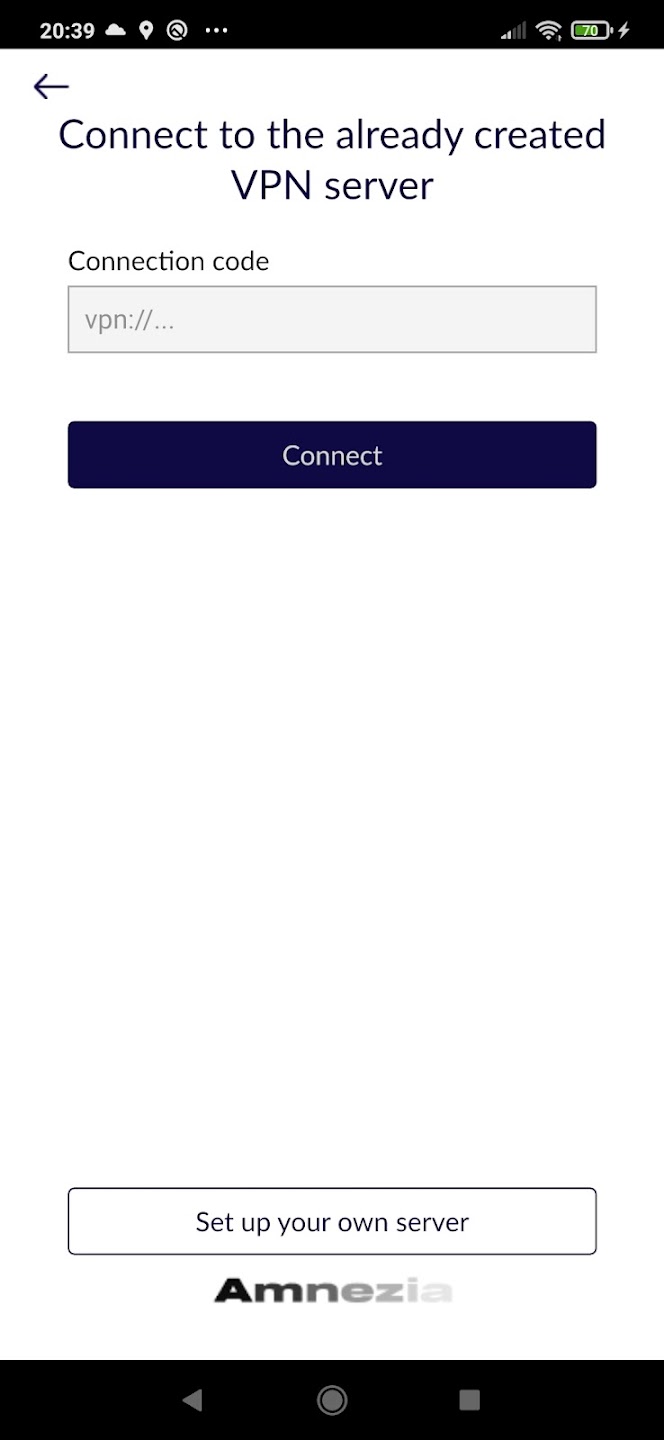 20:39
70
Connect to the already created
VPN server
Connection code
vpn://...
Connect
Set up your own server
Amnezia